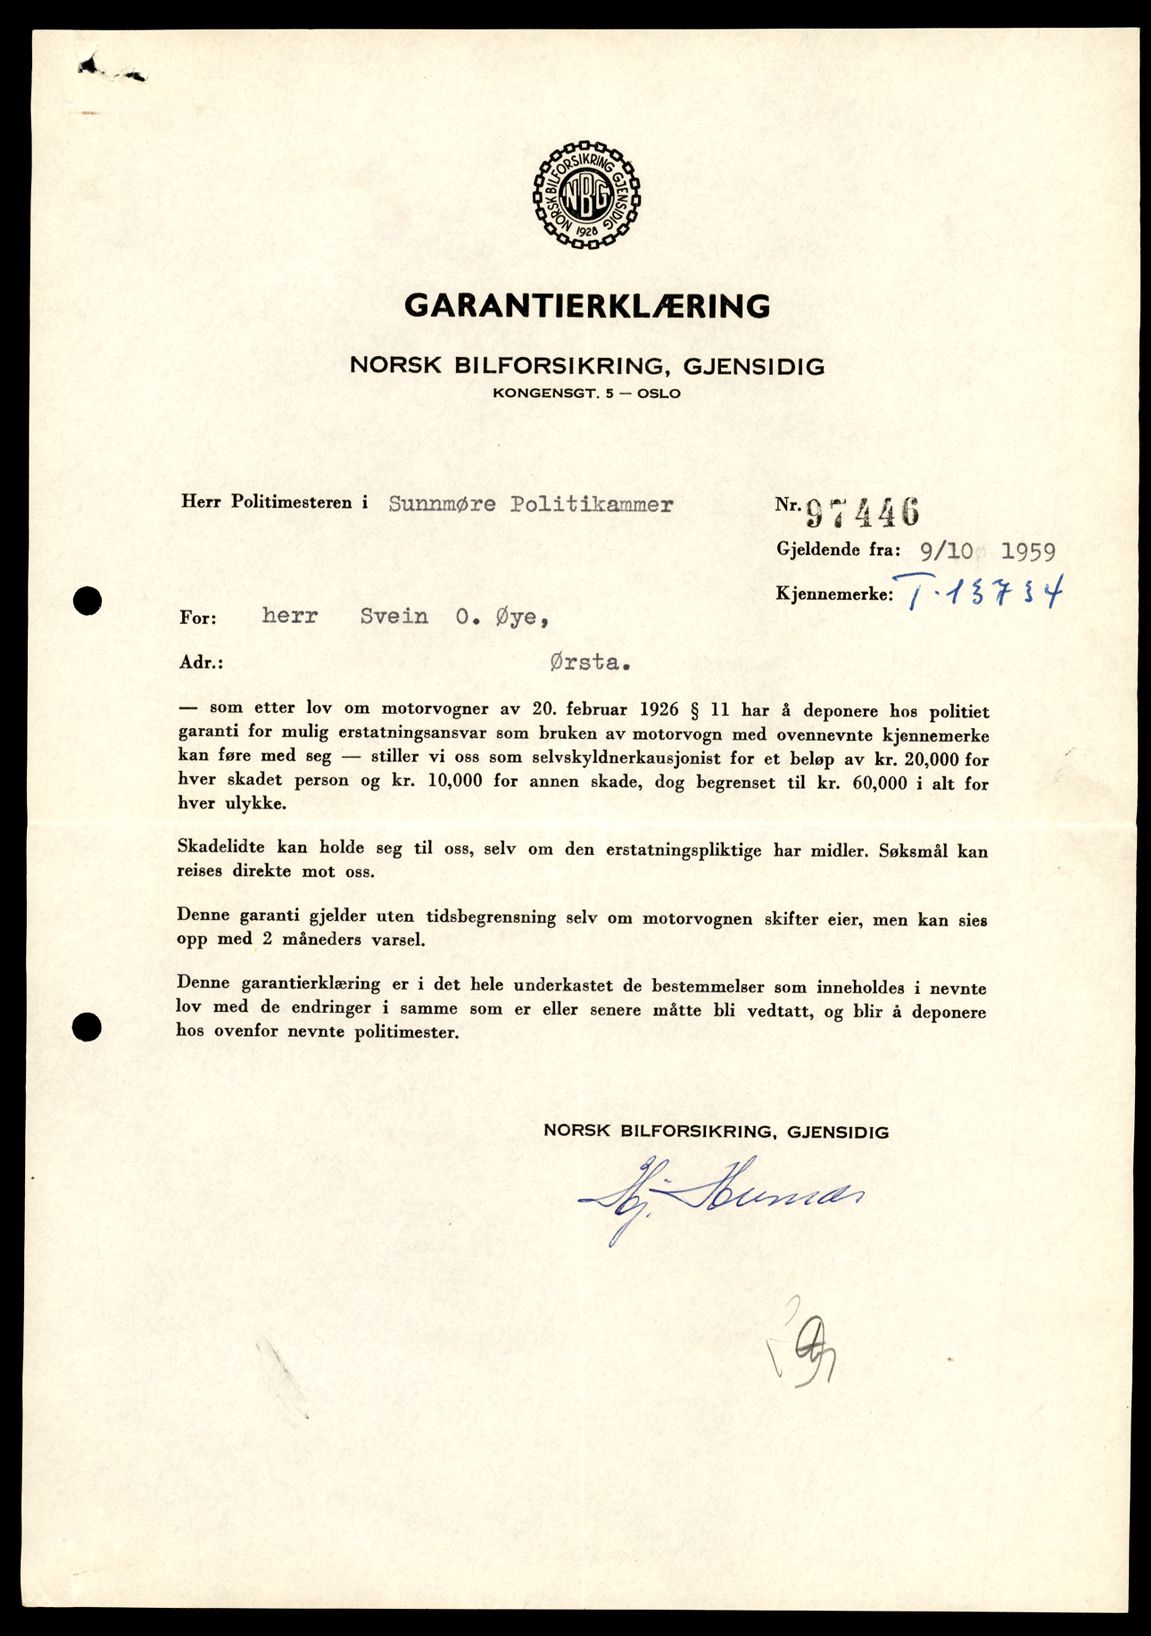 NORSK BILFORSIKRING GJENSIDIG
NBG
1928
GARANTIERKLÆRING
NORSK BILFORSIKRING, GJENSIDIG
KONGENSGT. 5 — OSLO
Herr Politimesteren i Sunnmøre Politikammer
Nr. 97446
Gjeldende fra: 9/10 1959
Kjennemerke: T-13734
For: herr Svein O. Øye,
Adr.: Ørsta.
— som etter lov om motorvogner av 20. februar 1926 § 11 har å deponere hos politiet
garanti for mulig erstatningsansvar som bruken av motorvogn med ovennevnte kjennemerke
kan føre med seg — stiller vi oss som selvskyldnerkausjonist for et beløp av kr. 20,000 for
hver skadet person og kr. 10,000 for annen skade, dog begrenset til kr. 60,000 i alt for
hver ulykke.
Skadelidte kan holde seg til oss, selv om den erstatningspliktige har midler. Søksmål kan
reises direkte mot oss.
Denne garanti gjelder uten tidsbegrensning selv om motorvognen skifter eier, men kan sies
opp med 2 måneders varsel.
Denne garantierklæring er i det hele underkastet de bestemmelser som inneholdes i nevnte
lov med de endringer i samme som er eller senere måtte bli vedtatt, og blir å deponere
hos ovenfor nevnte politimester.
NORSK BILFORSIKRING, GJENSIDIG
Hj.